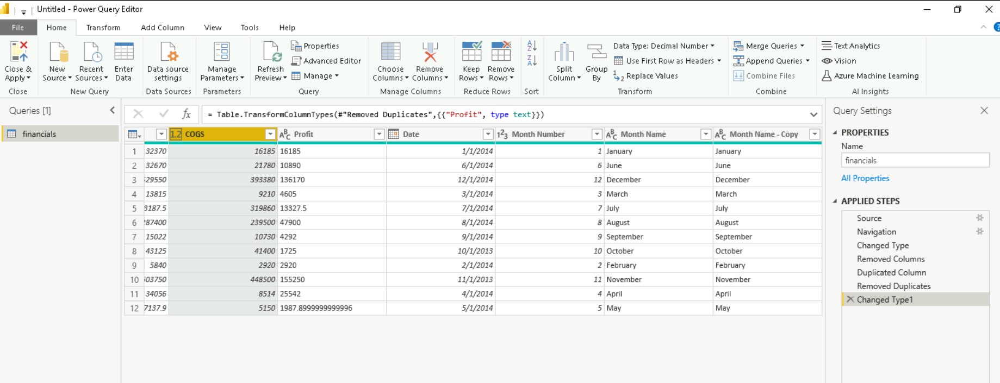 Untitled - Power Query Editor
File Home Transform Add Column View Tools Help
Close & Apply
New Source
Recent Sources
Enter Data
Data source settings
Manage Parameters
Refresh Preview
Properties
Advanced Editor
Manage
Choose Columns
Remove Columns
Keep Rows
Remove Rows
Split Column
Group By
Data Type: Decimal Number
Use First Row as Headers
Replace Values
Merge Queries
Append Queries
Combine Files
Text Analytics
Vision
Azure Machine Learning
Close New Query Data Sources Parameters Query Manage Columns Reduce Rows Sort Transform Combine AI Insights
Queries [1]
financials
fx = Table.TransformColumnTypes(#"Removed Duplicates",{{"Profit", type text}})
1.2 COGS ABC Profit Date 123 Month Number ABC Month Name ABC Month Name - Copy
1 32370 16185 16185 1/1/2014 1 January January
2 32670 21780 10890 6/1/2014 6 June June
3 529550 393380 136170 12/1/2014 12 December December
4 13815 9210 4605 3/1/2014 3 March March
5 3187.5 319860 13327.5 7/1/2014 7 July July
6 287400 239500 47900 8/1/2014 8 August August
7 15022 10730 4292 9/1/2014 9 September September
8 43125 41400 1725 10/1/2013 10 October October
9 5840 2920 2920 2/1/2014 2 February February
10 603750 448500 155250 11/1/2013 11 November November
11 34056 8514 25542 4/1/2014 4 April April
12 7137.9 5150 1987.8999999999996 5/1/2014 5 May May
Query Settings
PROPERTIES
Name
financials
All Properties
APPLIED STEPS
Source
Navigation
Changed Type
Removed Columns
Duplicated Column
Removed Duplicates
Changed Type1